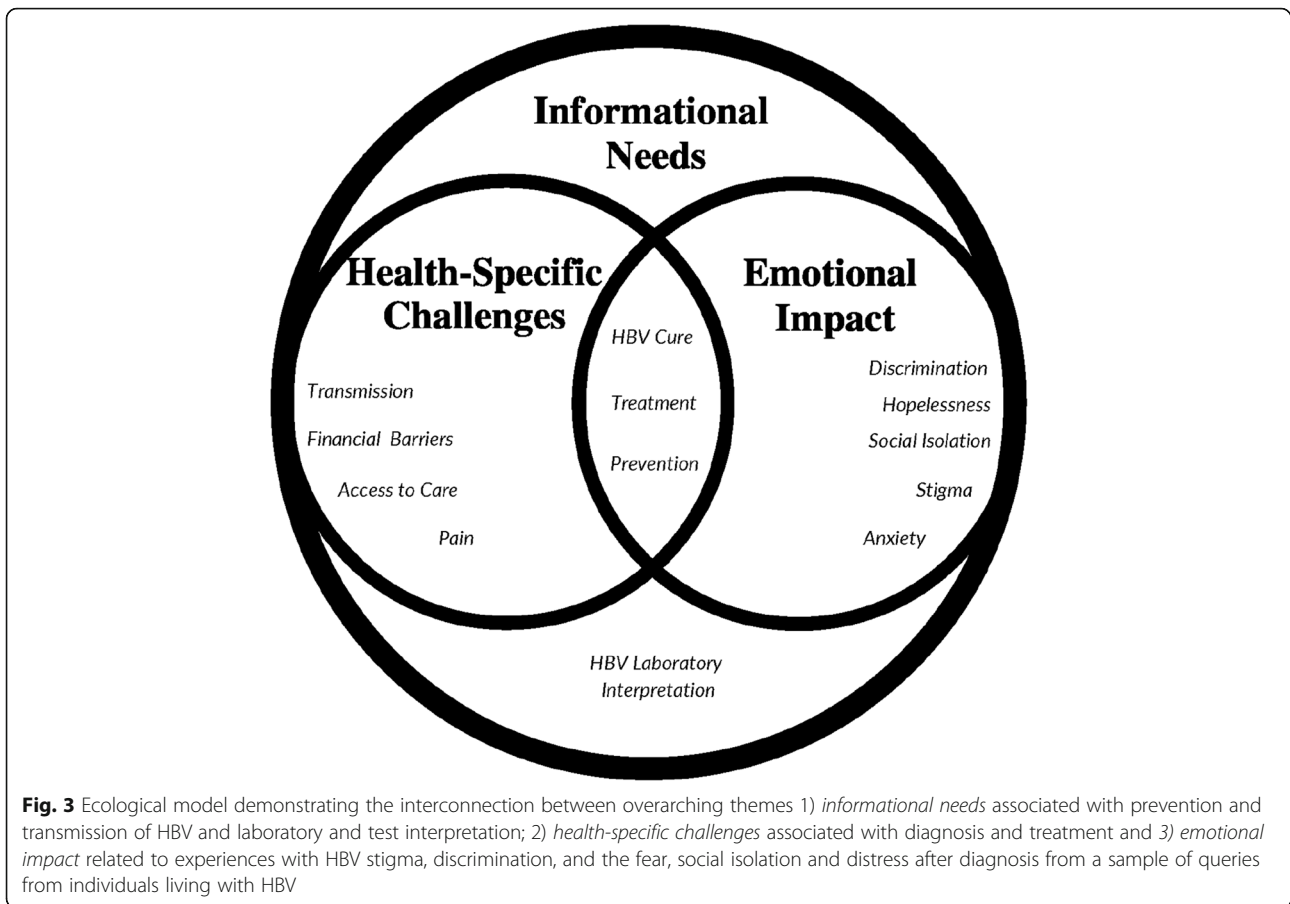 Informational
Needs
Health-Specific
Challenges
Emotional
Impact
HBV Cure
Treatment
Prevention
Transmission
Financial Barriers
Access to Care
Pain
Discrimination
Hopelessness
Social Isolation
Stigma
Anxiety
HBV Laboratory
Interpretation
Fig. 3 Ecological model demonstrating the interconnection between overarching themes 1) informational needs associated with prevention and
transmission of HBV and laboratory and test interpretation; 2) health-specific challenges associated with diagnosis and treatment and 3) emotional
impact related to experiences with HBV stigma, discrimination, and the fear, social isolation and distress after diagnosis from a sample of queries
from individuals living with HBV